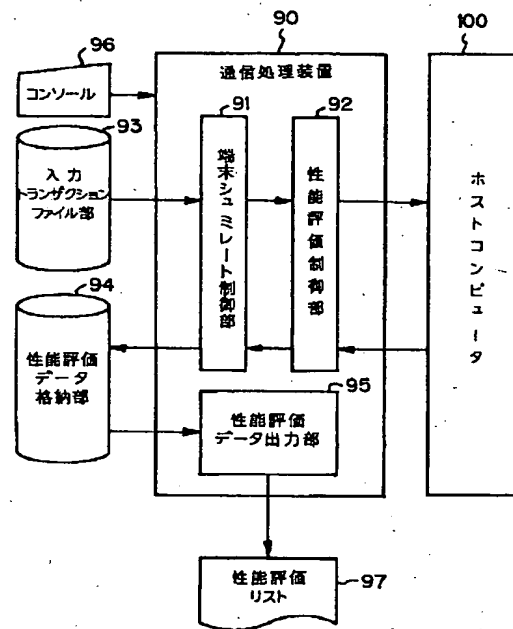 90
100
96
通信処理装置
コンソール
91
92
93
入力
トランザクション
ファイル部
端末シュミレート制御部
性能評価制御部
ホストコンピュータ
94
性能評価
データ
格納部
95
性能評価
データ出力部
性能評価
リスト
97